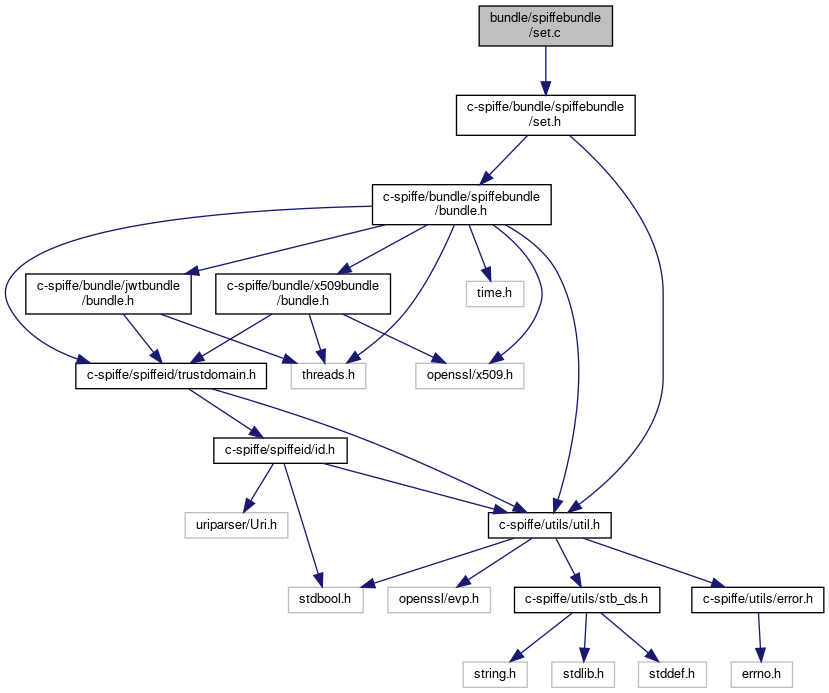 bundle/spiffebundle
/set.c
c-spiffe/bundle/spiffebundle
/set.h
c-spiffe/bundle/spiffebundle
/bundle.h
c-spiffe/bundle/jwtbundle
/bundle.h
c-spiffe/bundle/x509bundle
/bundle.h
time.h
c-spiffe/spiffeid/trustdomain.h
threads.h
openssl/x509.h
c-spiffe/spiffeid/id.h
uriparser/Uri.h
c-spiffe/utils/util.h
stdbool.h
openssl/evp.h
c-spiffe/utils/stb_ds.h
c-spiffe/utils/error.h
string.h
stdlib.h
stddef.h
errno.h